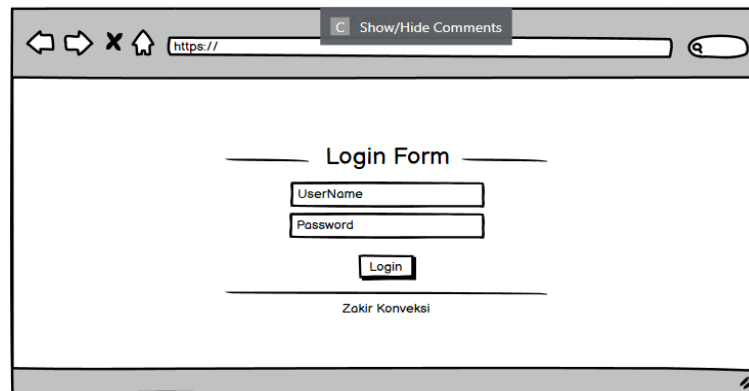 C Show/Hide Comments
https://
Login Form
UserName
Password
Login
Zakir Konveksi